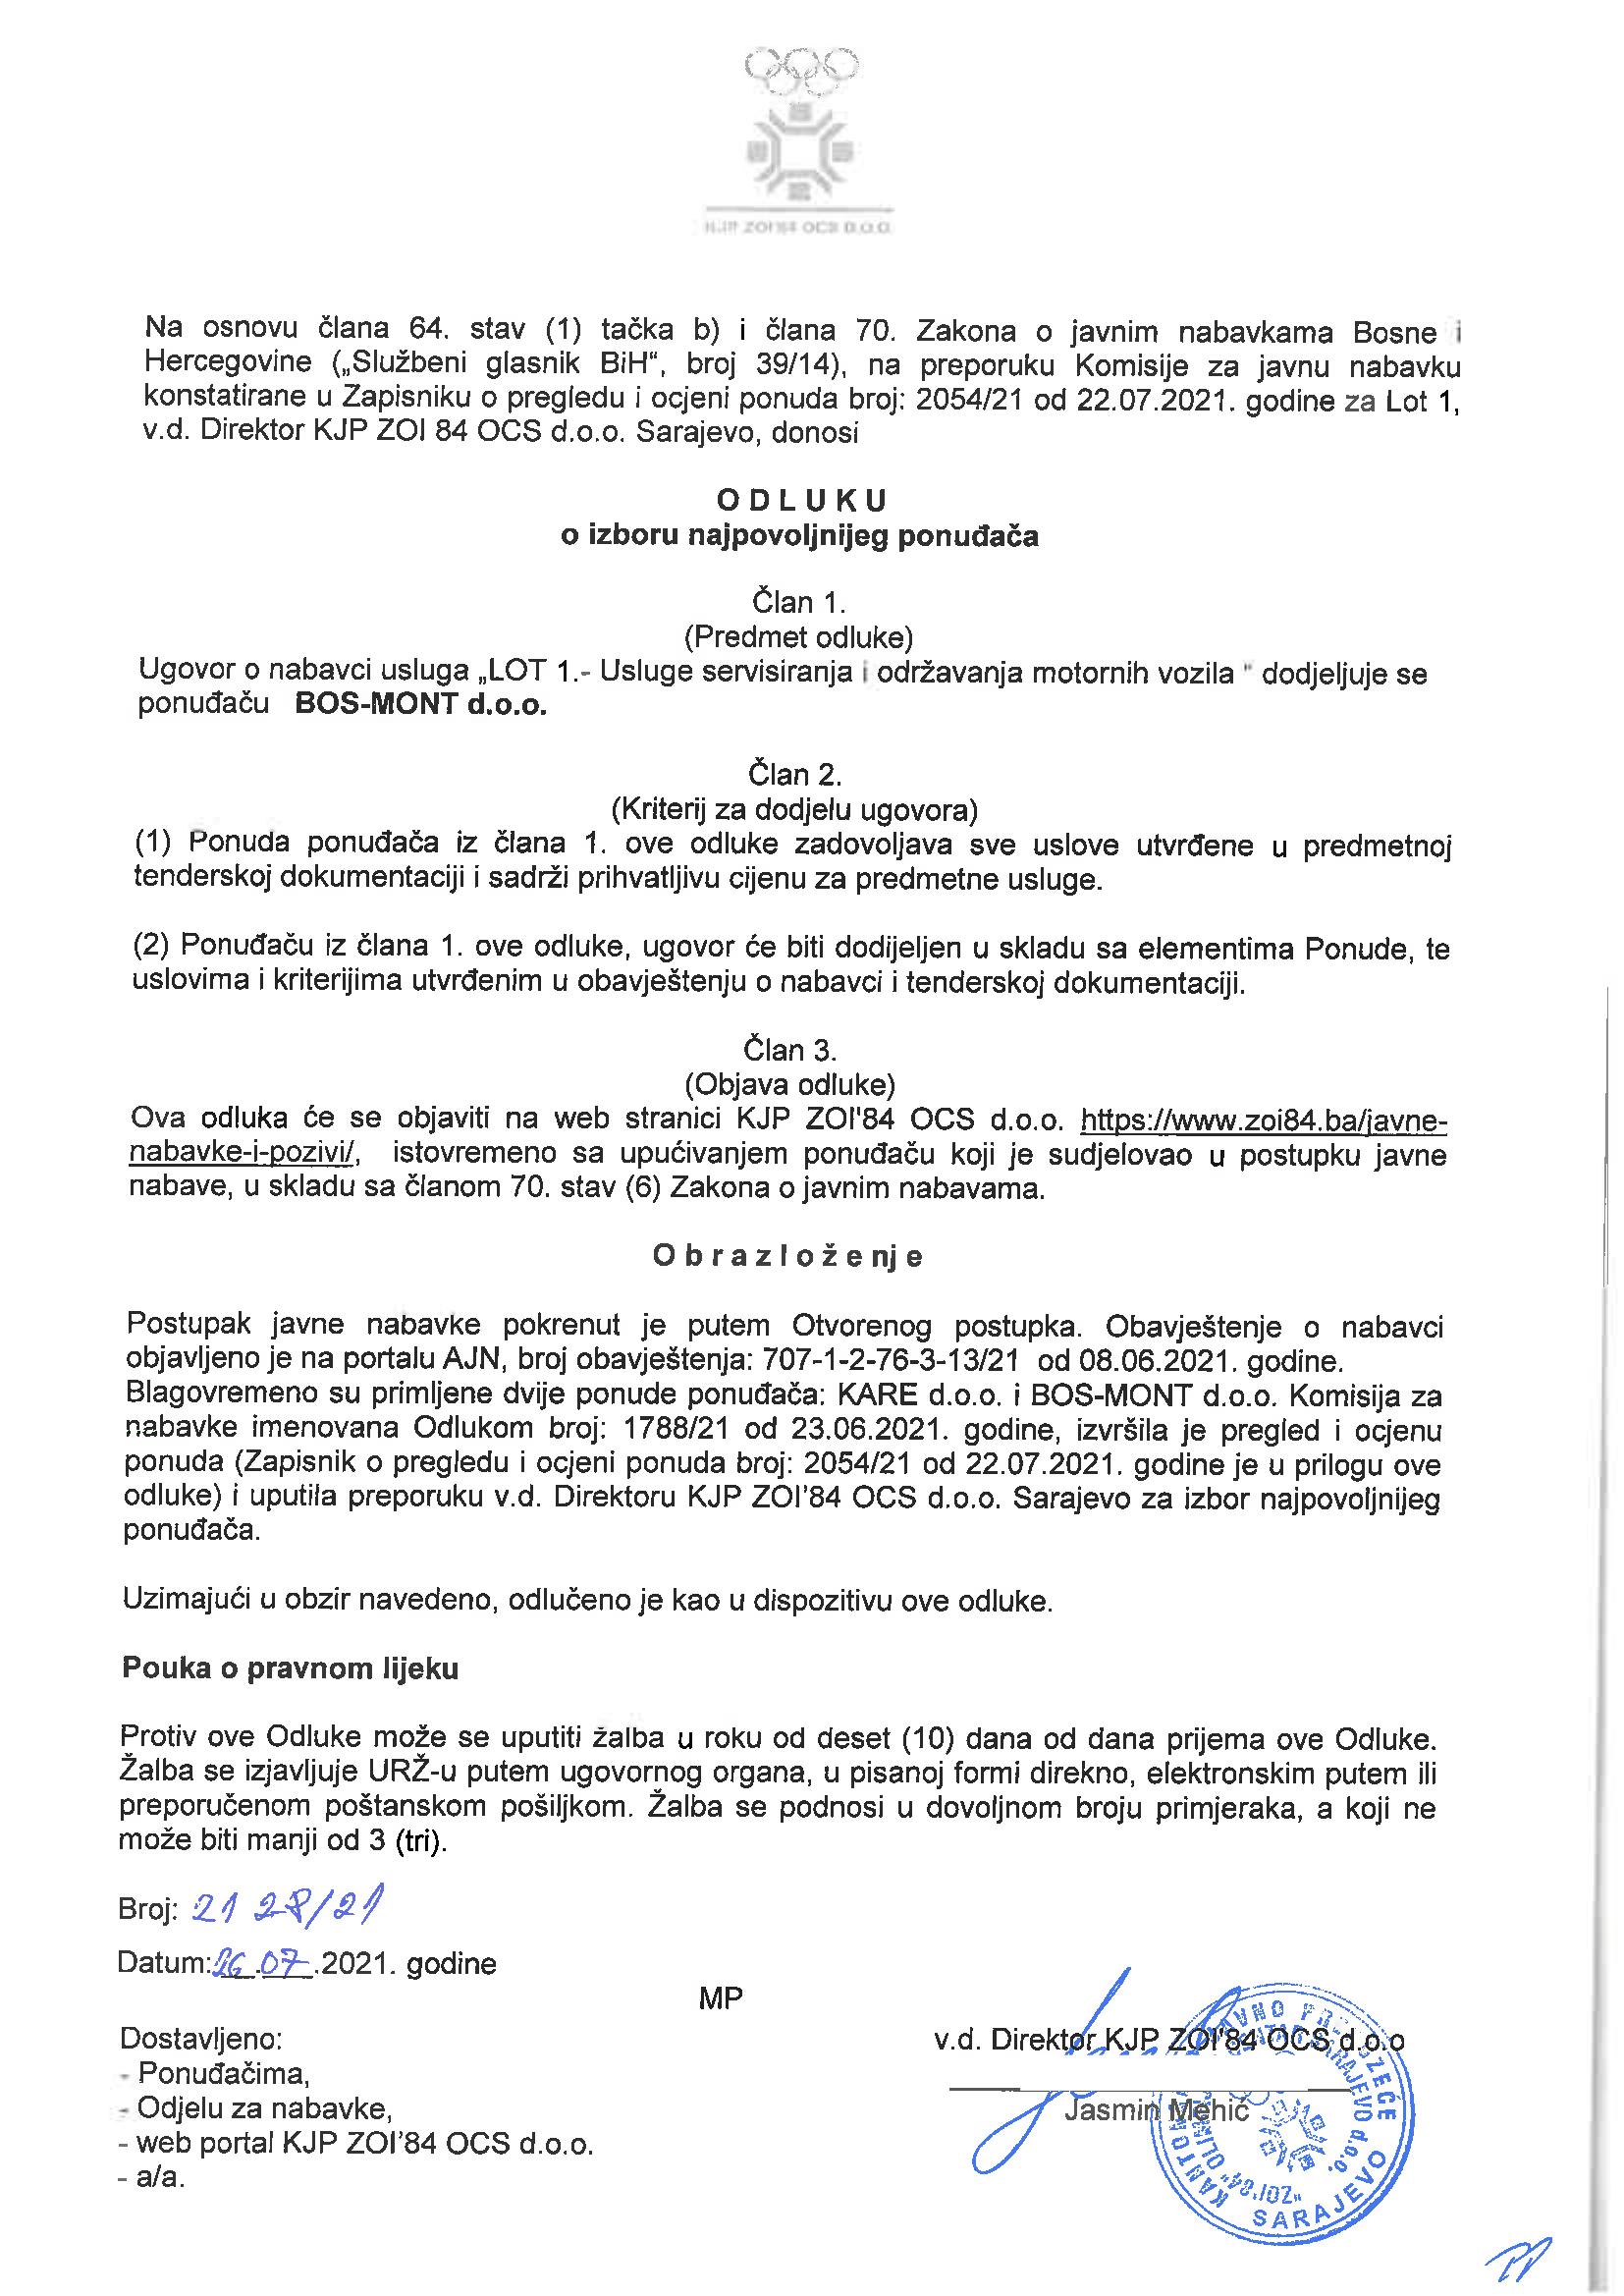 KJP ZOI'84 OCS D.O.O.
Na osnovu člana 64. stav (1) tačka b) i člana 70. Zakona o javnim nabavkama Bosne i
Hercegovine („Službeni glasnik BiH“, broj 39/14), na preporuku Komisije za javnu nabavku
konstatirane u Zapisniku o pregledu i ocjeni ponuda broj: 2054/21 od 22.07.2021. godine za Lot 1,
v.d. Direktor KJP ZOI 84 OCS d.o.o. Sarajevo, donosi
O D L U K U
o izboru najpovoljnijeg ponuđača
Član 1.
(Predmet odluke)
Ugovor o nabavci usluga „LOT 1.- Usluge servisiranja i održavanja motornih vozila “ dodjeljuje se
ponuđaču BOS-MONT d.o.o.
Član 2.
(Kriterij za dodjelu ugovora)
(1) Ponuda ponuđača iz člana 1. ove odluke zadovoljava sve uslove utvrđene u predmetnoj
tenderskoj dokumentaciji i sadrži prihvatljivu cijenu za predmetne usluge.
(2) Ponuđaču iz člana 1. ove odluke, ugovor će biti dodijeljen u skladu sa elementima Ponude, te
uslovima i kriterijima utvrđenim u obavještenju o nabavci i tenderskoj dokumentaciji.
Član 3.
(Objava odluke)
Ova odluka će se objaviti na web stranici KJP ZOI'84 OCS d.o.o. https://www.zoi84.ba/javne-
nabavke-i-pozivi/, istovremeno sa upućivanjem ponuđaču koji je sudjelovao u postupku javne
nabave, u skladu sa članom 70. stav (6) Zakona o javnim nabavama.
O b r a z l o ž e nj e
Postupak javne nabavke pokrenut je putem Otvorenog postupka. Obavještenje o nabavci
objavljeno je na portalu AJN, broj obavještenja: 707-1-2-76-3-13/21 od 08.06.2021. godine.
Blagovremeno su primljene dvije ponude ponuđača: KARE d.o.o. i BOS-MONT d.o.o. Komisija za
nabavke imenovana Odlukom broj: 1788/21 od 23.06.2021. godine, izvršila je pregled i ocjenu
ponuda (Zapisnik o pregledu i ocjeni ponuda broj: 2054/21 od 22.07.2021. godine je u prilogu ove
odluke) i uputila preporuku v.d. Direktoru KJP ZOI’84 OCS d.o.o. Sarajevo za izbor najpovoljnijeg
ponuđača.
Uzimajući u obzir navedeno, odlučeno je kao u dispozitivu ove odluke.
Pouka o pravnom lijeku
Protiv ove Odluke može se uputiti žalba u roku od deset (10) dana od dana prijema ove Odluke.
Žalba se izjavljuje URŽ-u putem ugovornog organa, u pisanoj formi direkno, elektronskim putem ili
preporučenom poštanskom pošiljkom. Žalba se podnosi u dovoljnom broju primjeraka, a koji ne
može biti manji od 3 (tri).
Broj: 2128/21
Datum:26.07.2021. godine
MP
Dostavljeno:
- Ponuđačima,
- Odjelu za nabavke,
- web portal KJP ZOI’84 OCS d.o.o.
- a/a.
v.d. Direktor KJP ZOI'84 OCS d.o.o
Jasmin Mehić
SARAJEVO